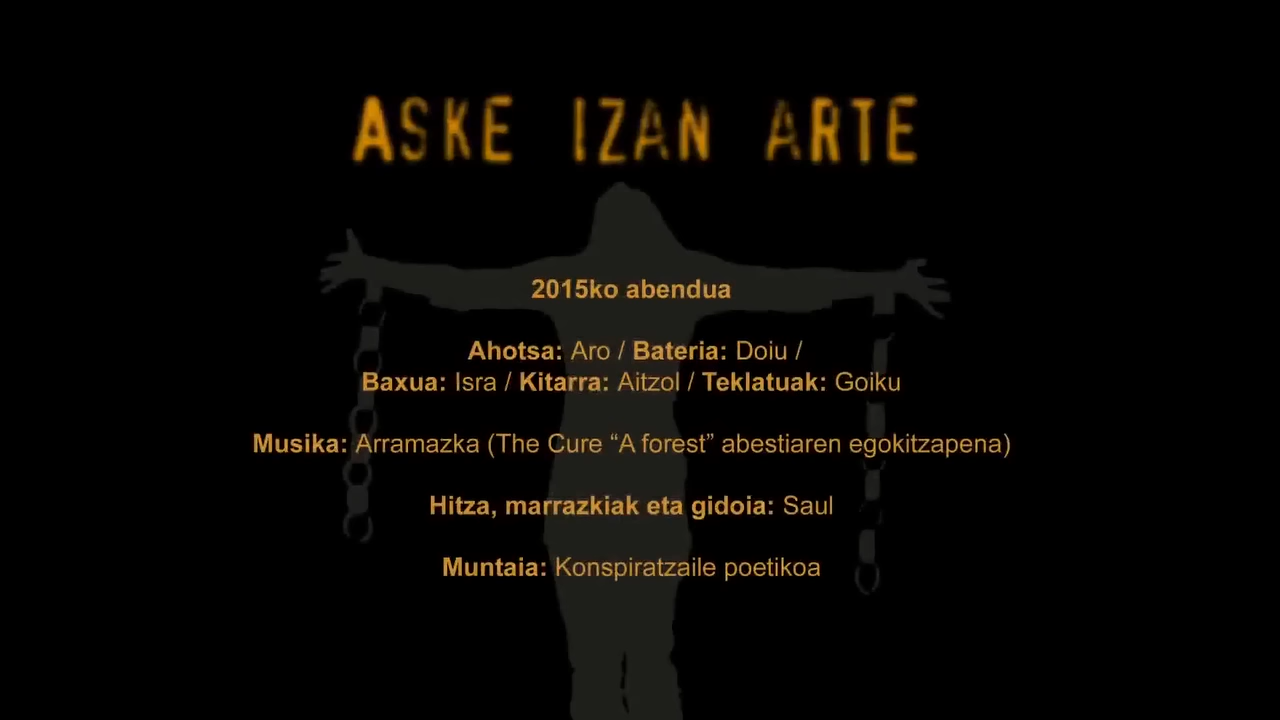 ASKE IZAN ARTE
2015ko abendua
Ahotsa: Aro / Bateria: Doiu /
Baxua: Isra / Kitarra: Aitzol / Teklatuak: Goiku
Musika: Arramazka (The Cure “A forest” abestiaren egokitzapena)
Hitza, marrazkiak eta gidoia: Saul
Muntaia: Konspiratzaile poetikoa